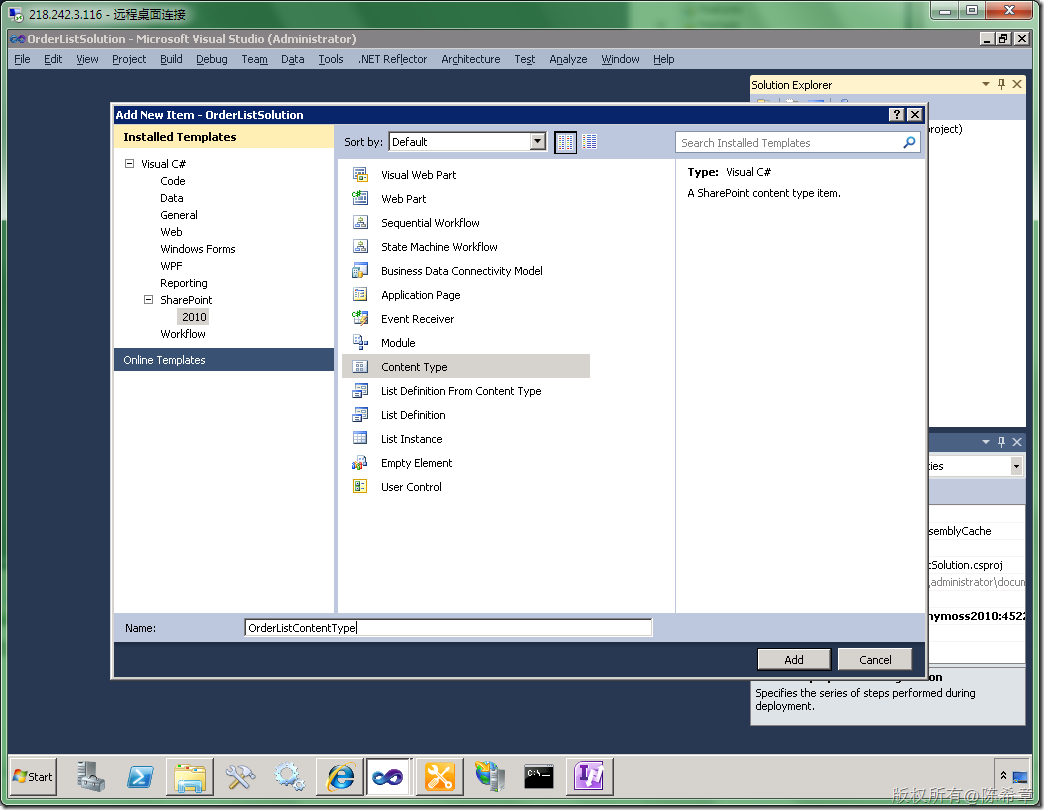 218.242.3.116 - 远程桌面连接
OrderListSolution - Microsoft Visual Studio (Administrator)
File Edit View Project Build Debug Team Data Tools .NET Reflector Architecture Test Analyze Window Help
Solution Explorer
roject)
Add New Item - OrderListSolution
Installed Templates
Visual C#
Code
Data
General
Web
Windows Forms
WPF
Reporting
SharePoint
2010
Workflow
Online Templates
Sort by: Default
Search Installed Templates
Visual Web Part
Web Part
Sequential Workflow
State Machine Workflow
Business Data Connectivity Model
Application Page
Event Receiver
Module
Content Type
List Definition From Content Type
List Definition
List Instance
Empty Element
User Control
Type: Visual C#
A SharePoint content type item.
Name: OrderListContentType
Add Cancel
ties
semblyCache
tSolution.csproj
\administrator\docun
nymoss2010:4522
on
Specifies the series of steps performed during
deployment.
Start
版权所有@陈希章